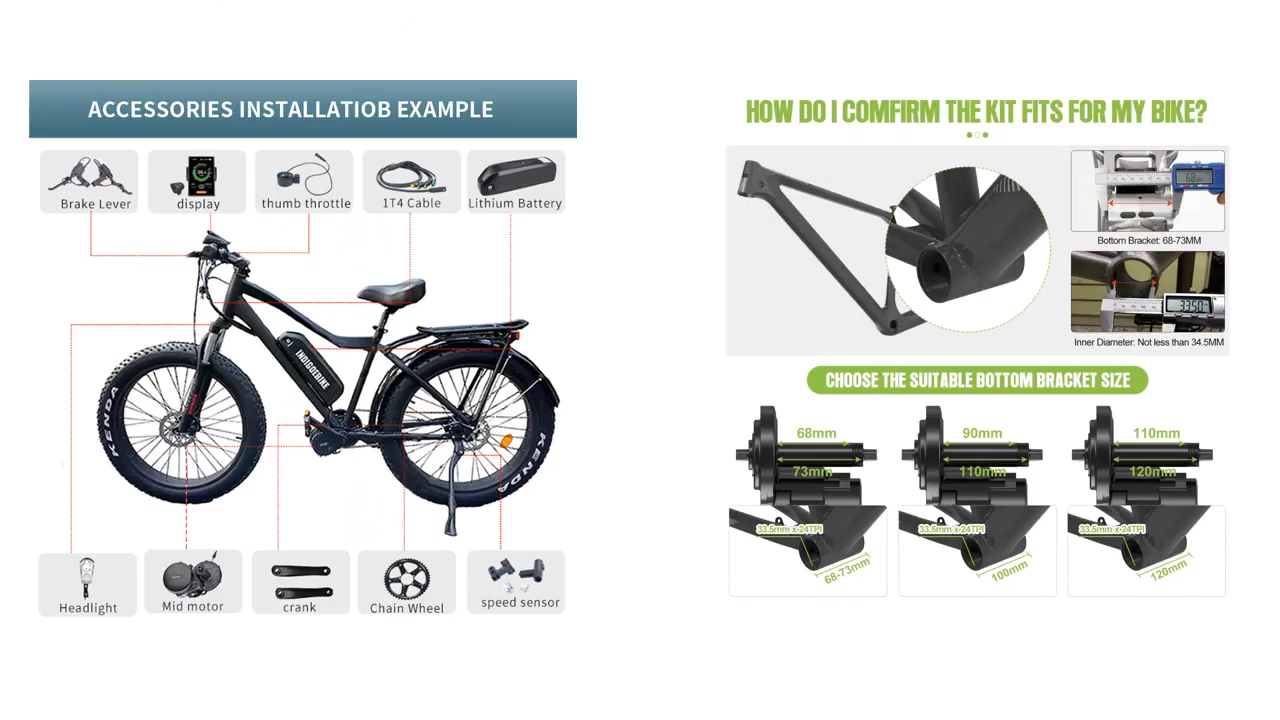 ACCESSORIES INSTALLATIOB EXAMPLE
Brake Lever
display
thumb throttle
1T4 Cable
Lithium Battery
INDIGOEBIKE
KENDA
KENDA
Headlight
Mid motor
crank
Chain Wheel
speed sensor
HOW DO I COMFIRM THE KIT FITS FOR MY BIKE?
Bottom Bracket: 68-73MM
3350
Inner Diameter: Not less than 34.5MM
CHOOSE THE SUITABLE BOTTOM BRACKET SIZE
68mm
73mm
33.5mm x 24TPI
68-73mm
90mm
110mm
33.5mm x 24TPI
100mm
110mm
120mm
33.5mm x 24TPI
120mm